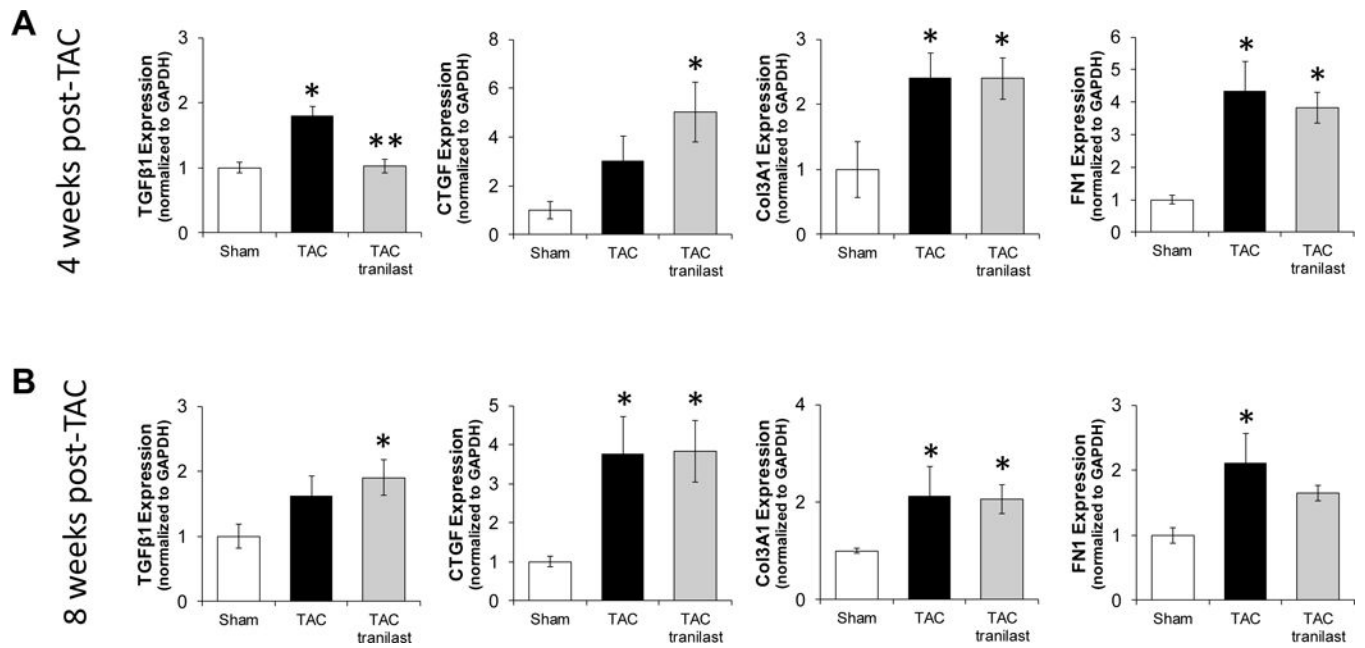 A
4 weeks post-TAC
TGFβ1 Expression
(normalized to GAPDH)
3
2
1
0
*
**
Sham
TAC
TAC
tranilast
CTGF Expression
(normalized to GAPDH)
8
6
4
2
0
*
Sham
TAC
TAC
tranilast
Col3A1 Expression
(normalized to GAPDH)
3
2
1
0
*
*
Sham
TAC
TAC
tranilast
FN1 Expression
(normalized to GAPDH)
6
5
4
3
2
1
0
*
*
Sham
TAC
TAC
tranilast
B
8 weeks post-TAC
TGFβ1 Expression
(normalized to GAPDH)
3
2
1
0
*
Sham
TAC
TAC
tranilast
CTGF Expression
(normalized to GAPDH)
5
4
3
2
1
0
*
*
Sham
TAC
TAC
tranilast
Col3A1 Expression
(normalized to GAPDH)
4
2
0
*
*
Sham
TAC
TAC
tranilast
FN1 Expression
(normalized to GAPDH)
3
2
1
0
*
Sham
TAC
TAC
tranilast